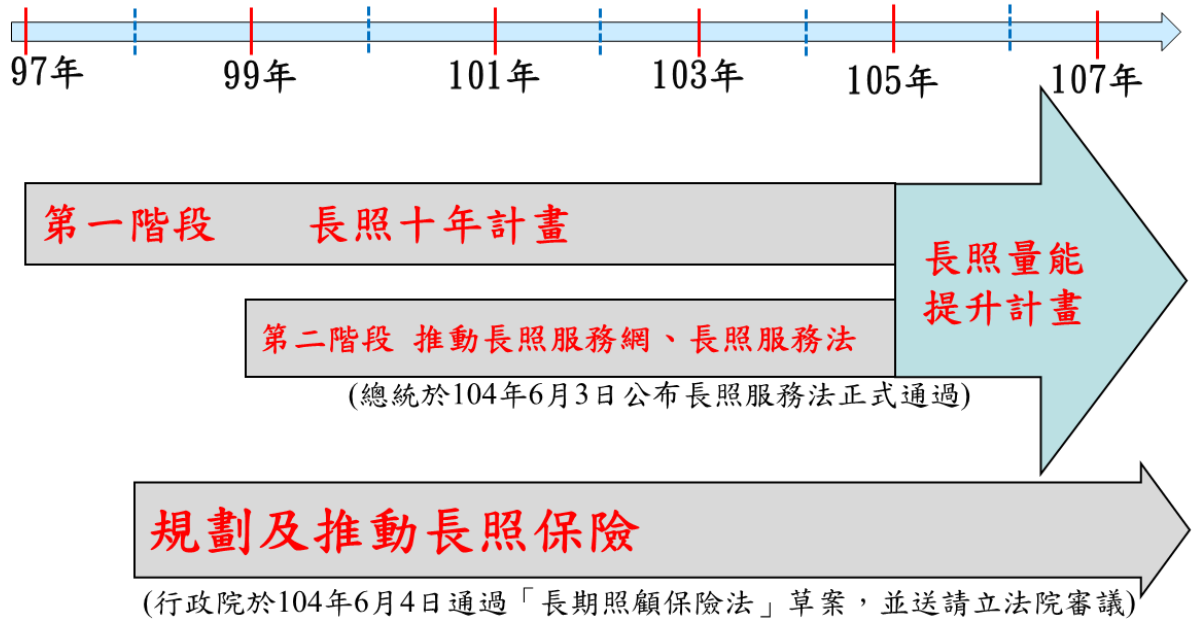 97年 99年 101年 103年 105年 107年
第一階段 長照十年計畫
長照量能
提升計畫
第二階段 推動長照服務網、長照服務法
(總統於104年6月3日公布長照服務法正式通過)
規劃及推動長照保險
(行政院於104年6月4日通過「長期照顧保險法」草案，並送請立法院審議)